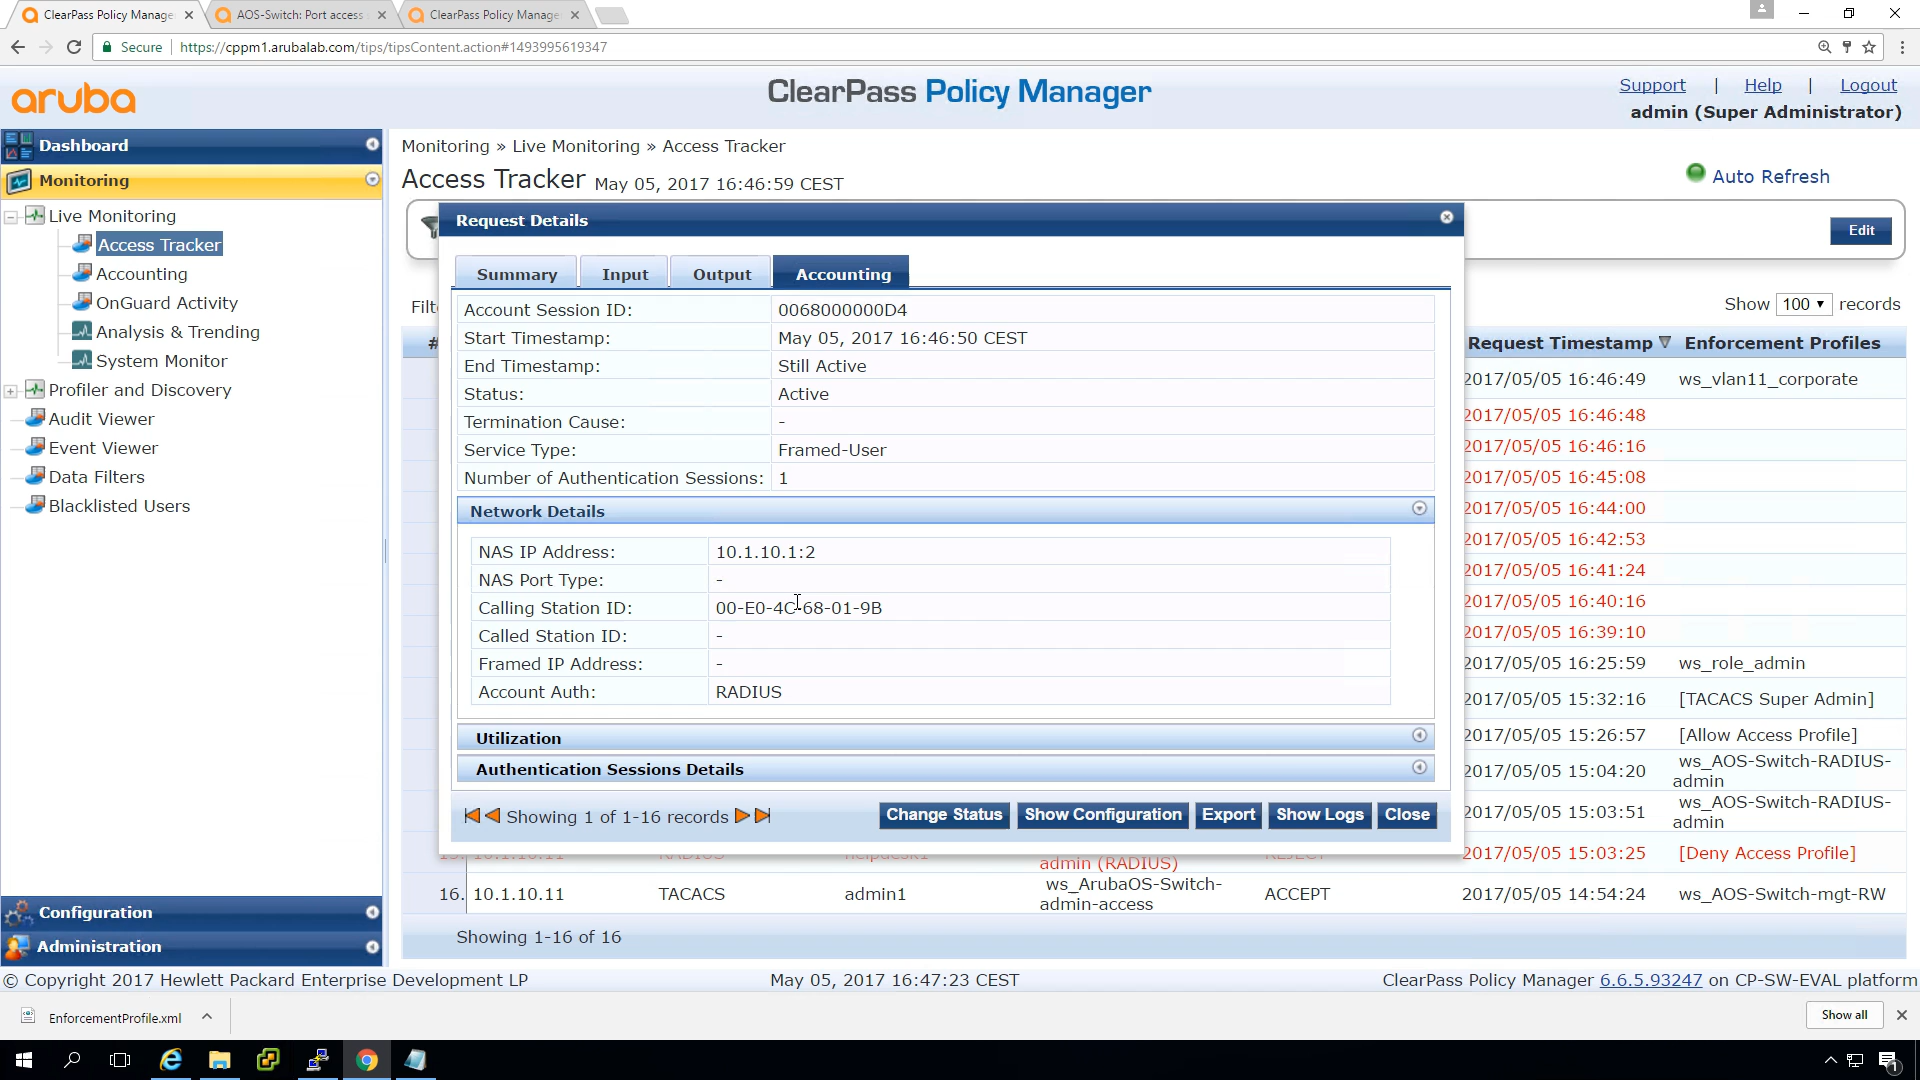 ClearPass Policy Manage
AOS-Switch: Port access
ClearPass Policy Manage
Secure https://cppm1.arubalab.com/tips/tipsContent.action#1493995619347
aruba
ClearPass Policy Manager
Support | Help | Logout
admin (Super Administrator)
Dashboard
Monitoring
Live Monitoring
Access Tracker
Accounting
OnGuard Activity
Analysis & Trending
System Monitor
Profiler and Discovery
Audit Viewer
Event Viewer
Data Filters
Blacklisted Users
Configuration
Administration
Monitoring » Live Monitoring » Access Tracker
Access Tracker May 05, 2017 16:46:59 CEST
Auto Refresh
Edit
Show 100 records
#
Request Timestamp Enforcement Profiles
2017/05/05 16:46:49 ws_vlan11_corporate
2017/05/05 16:46:48
2017/05/05 16:46:16
2017/05/05 16:45:08
2017/05/05 16:44:00
2017/05/05 16:42:53
2017/05/05 16:41:24
2017/05/05 16:40:16
2017/05/05 16:39:10
2017/05/05 16:25:59 ws_role_admin
2017/05/05 15:32:16 [TACACS Super Admin]
2017/05/05 15:26:57 [Allow Access Profile]
2017/05/05 15:04:20 ws_AOS-Switch-RADIUS-
admin
2017/05/05 15:03:51 ws_AOS-Switch-RADIUS-
admin
admin (RADIUS) 2017/05/05 15:03:25 [Deny Access Profile]
16. 10.1.10.11 TACACS admin1 ws_ArubaOS-Switch-
admin-access ACCEPT 2017/05/05 14:54:24 ws_AOS-Switch-mgt-RW
Showing 1-16 of 16
Request Details
Summary Input Output Accounting
Account Session ID: 0068000000D4
Start Timestamp: May 05, 2017 16:46:50 CEST
End Timestamp: Still Active
Status: Active
Termination Cause: -
Service Type: Framed-User
Number of Authentication Sessions: 1
Network Details
NAS IP Address: 10.1.10.1:2
NAS Port Type: -
Calling Station ID: 00-E0-4C-68-01-9B
Called Station ID: -
Framed IP Address: -
Account Auth: RADIUS
Utilization
Authentication Sessions Details
Showing 1 of 1-16 records
Change Status Show Configuration Export Show Logs Close
© Copyright 2017 Hewlett Packard Enterprise Development LP May 05, 2017 16:47:23 CEST ClearPass Policy Manager 6.6.5.93247 on CP-SW-EVAL platform
EnforcementProfile.xml
Show all
1